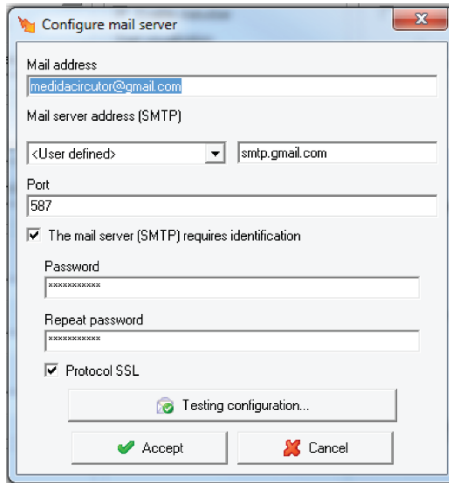 Configure mail server
Mail address
medidacircutor@gmail.com
Mail server address (SMTP)
<User defined> smtp.gmail.com
Port
587
The mail server (SMTP) requires identification
Password
***********
Repeat password
***********
Protocol SSL
Testing configuration...
Accept Cancel